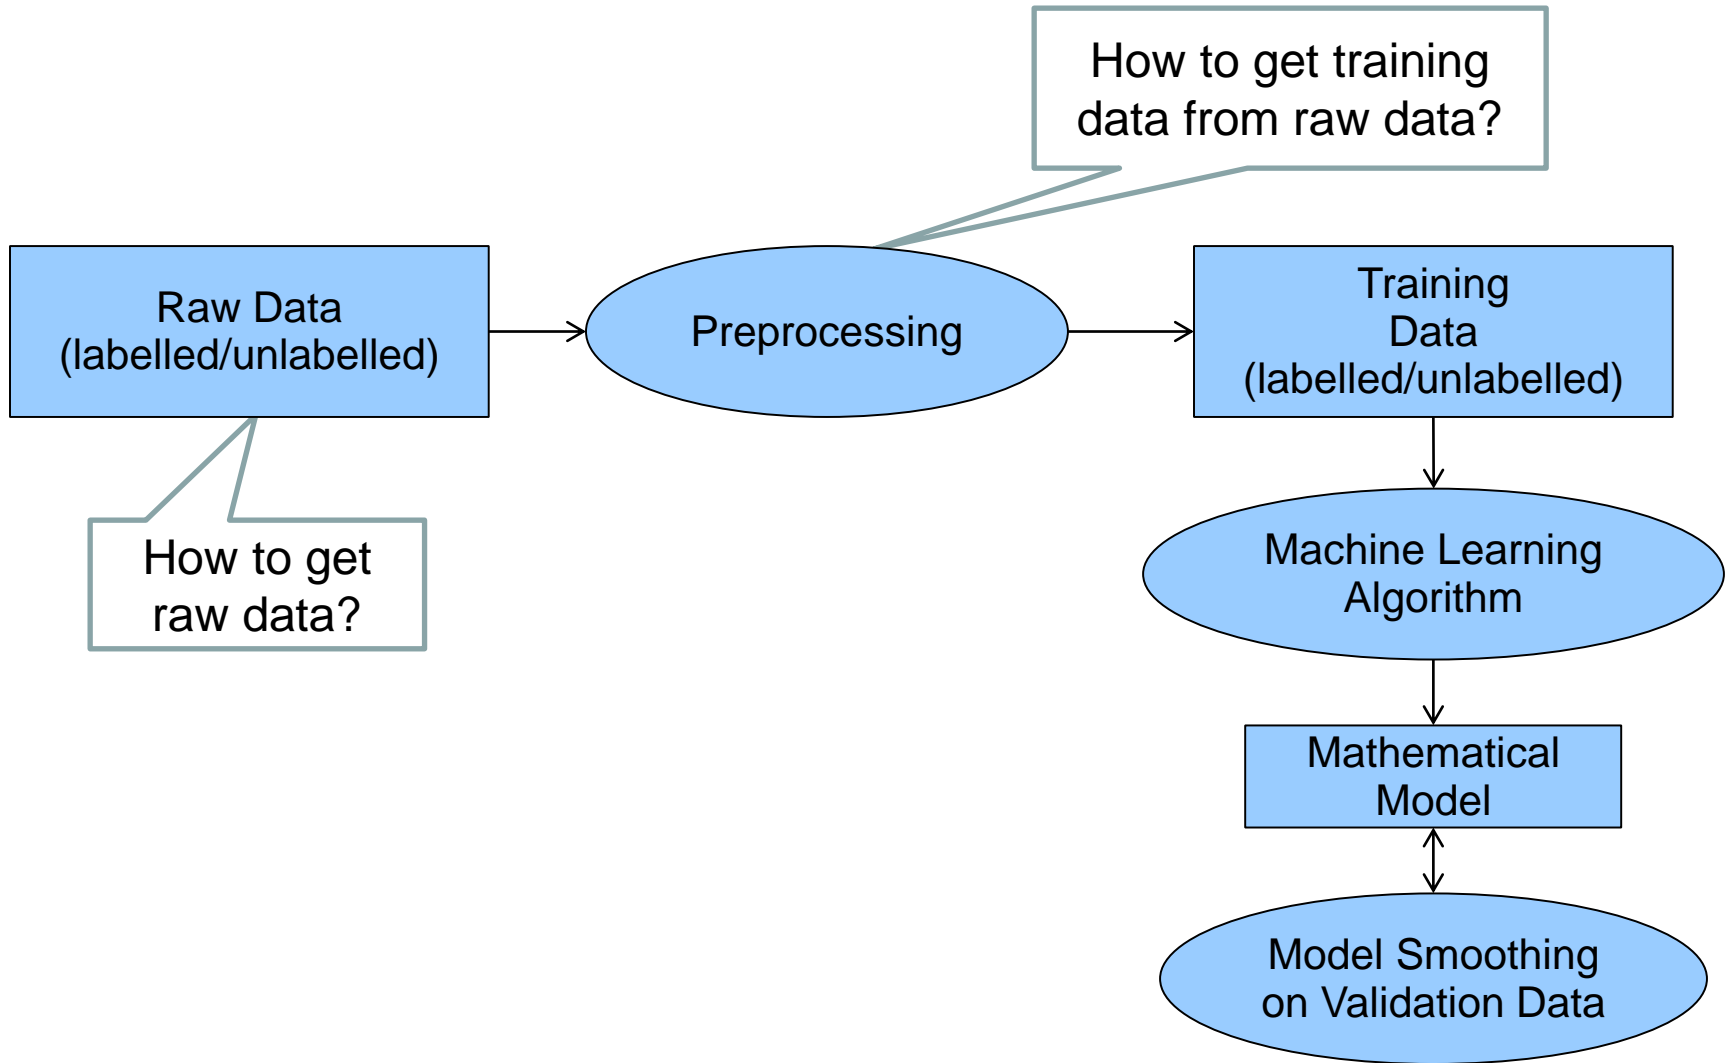 How to get training
data from raw data?
Raw Data
(labelled/unlabelled)
Preprocessing
Training
Data
(labelled/unlabelled)
How to get
raw data?
Machine Learning
Algorithm
Mathematical
Model
Model Smoothing
on Validation Data